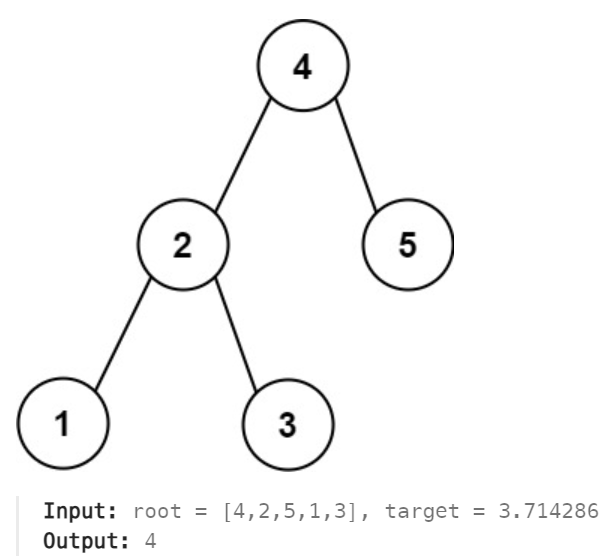 4
2 5
1 3
Input: root = [4,2,5,1,3], target = 3.714286
Output: 4